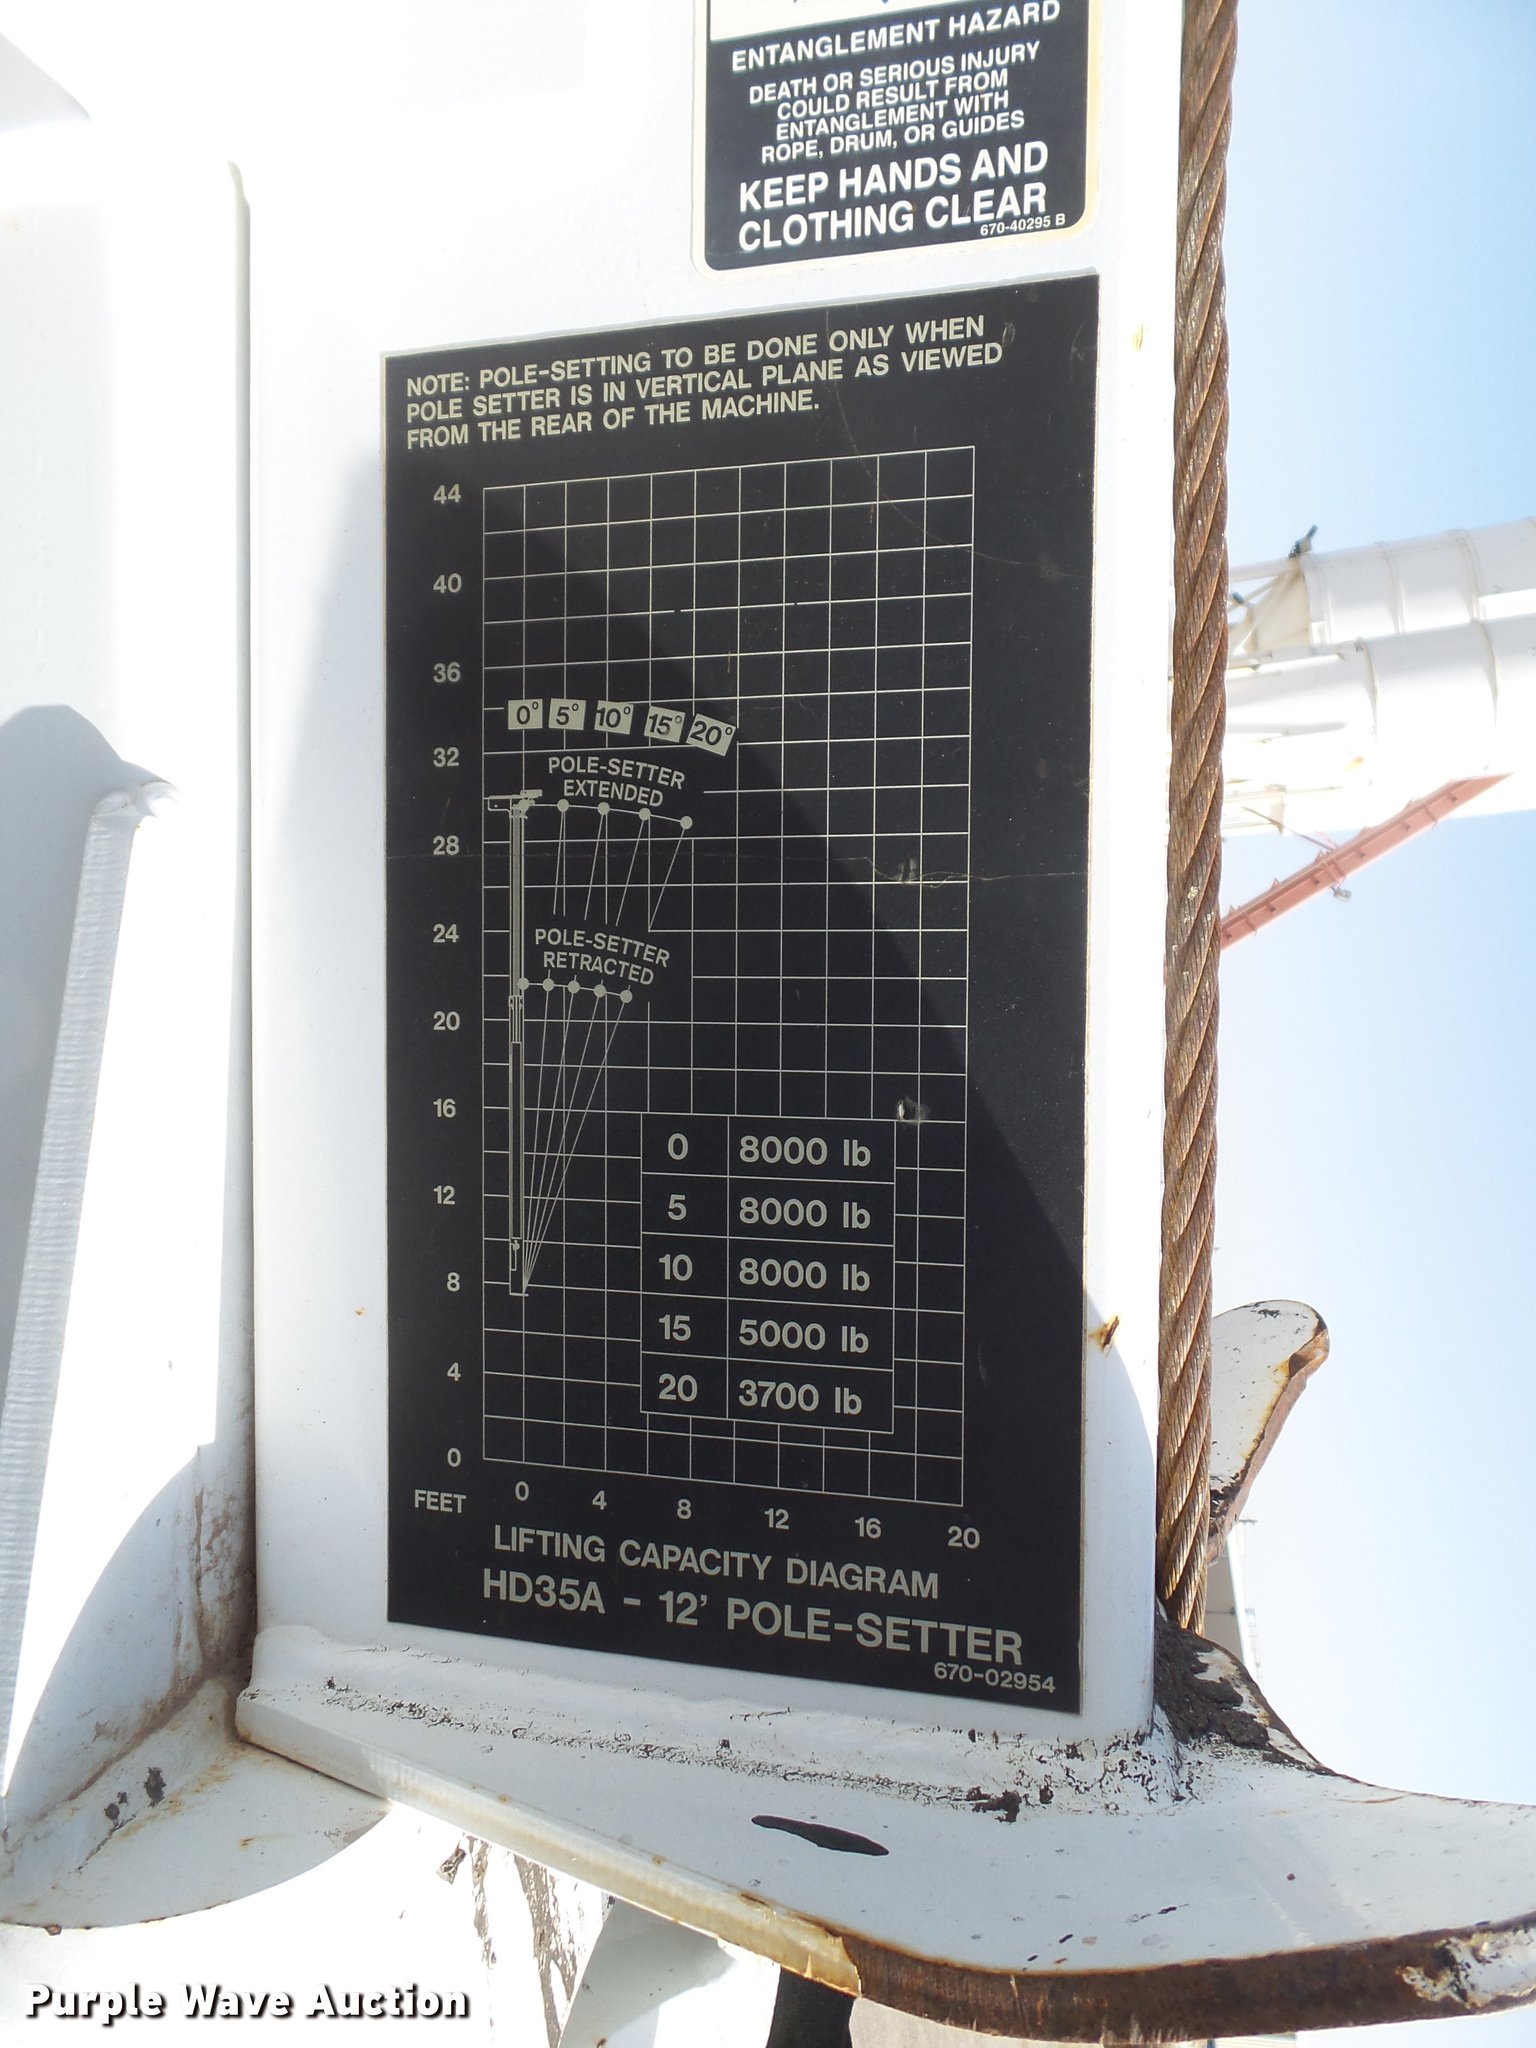 ENTANGLEMENT HAZARD
DEATH OR SERIOUS INJURY
COULD RESULT FROM
ENTANGLEMENT WITH
ROPE, DRUM, OR GUIDES
KEEP HANDS AND
CLOTHING CLEAR
670-40295 B
NOTE: POLE-SETTING TO BE DONE ONLY WHEN
POLE SETTER IS IN VERTICAL PLANE AS VIEWED
FROM THE REAR OF THE MACHINE.
44
40
36
0° 5° 10° 15° 20°
32
POLE-SETTER
EXTENDED
28
24
POLE-SETTER
RETRACTED
20
16
0 8000 lb
12
5 8000 lb
10 8000 lb
8
15 5000 lb
4
20 3700 lb
0
FEET 0 4 8 12 16 20
LIFTING CAPACITY DIAGRAM
HD35A - 12' POLE-SETTER
670-02954
Purple Wave Auction